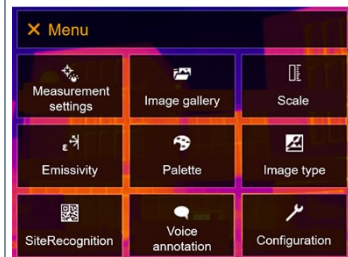 Menu
Measurement
settings
Image gallery
Scale
Emissivity
Palette
Image type
SiteRecognition
Voice
annotation
Configuration